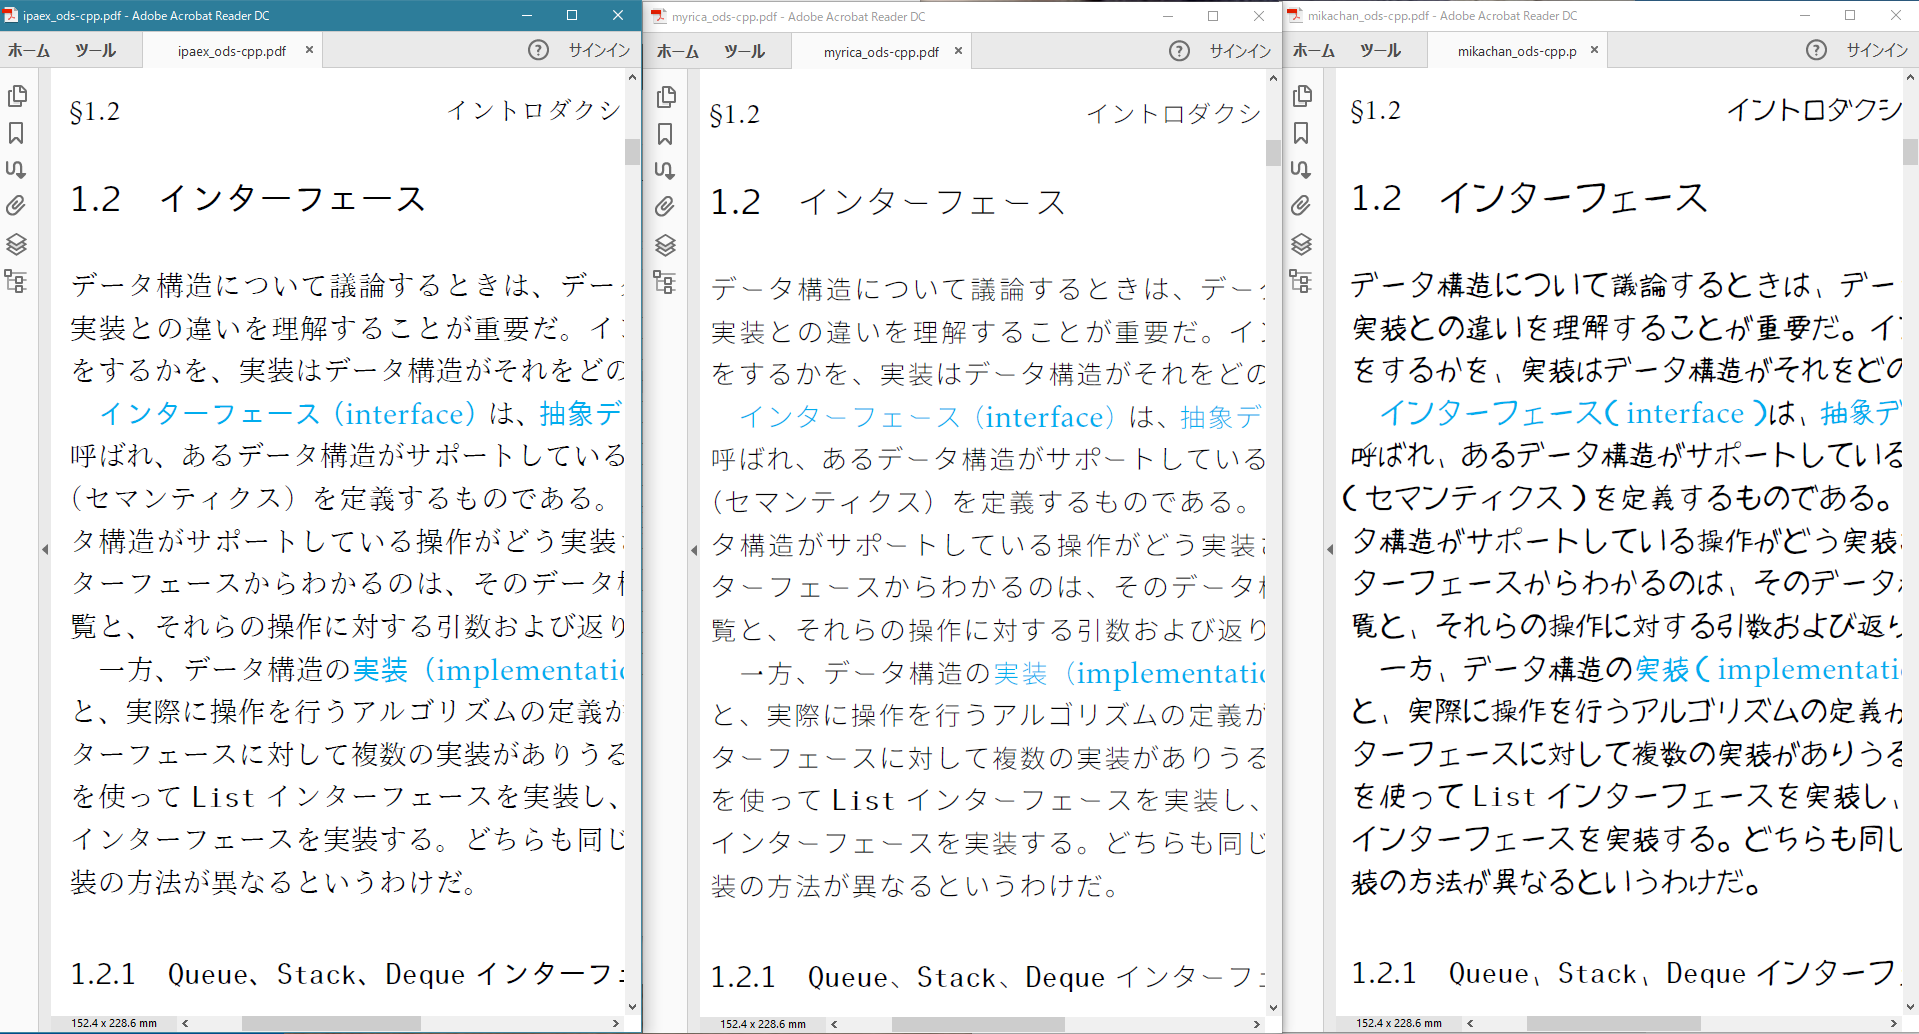 ipaex_ods-cpp.pdf - Adobe Acrobat Reader DC
ホーム ツール ipaex_ods-cpp.pdf × ? サインイン
§1.2 イントロダクシ
1.2 インターフェース
データ構造について議論するときは、デー
実装との違いを理解することが重要だ。イ
をするかを、実装はデータ構造がそれをどの
インターフェース（interface）は、抽象デ
呼ばれ、あるデータ構造がサポートしている
（セマンティクス）を定義するものである。
タ構造がサポートしている操作がどう実装
ターフェースからわかるのは、そのデータ
覧と、それらの操作に対する引数および返り
一方、データ構造の実装（implementatio
と、実際に操作を行うアルゴリズムの定義が
ターフェースに対して複数の実装がありうる
を使って List インターフェースを実装し、
インターフェースを実装する。どちらも同じ
装の方法が異なるというわけだ。
1.2.1 Queue、Stack、Deque インターフェ
152.4 x 228.6 mm
myrica_ods-cpp.pdf - Adobe Acrobat Reader DC
ホーム ツール myrica_ods-cpp.pdf × ? サインイン
§1.2 イントロダクシ
1.2 インターフェース
データ構造について議論するときは、デー
実装との違いを理解することが重要だ。イ
をするかを、実装はデータ構造がそれをどの
インターフェース（interface）は、抽象デ
呼ばれ、あるデータ構造がサポートしている
（セマンティクス）を定義するものである。
タ構造がサポートしている操作がどう実装
ターフェースからわかるのは、そのデータ
覧と、それらの操作に対する引数および返り
一方、データ構造の実装（implementatio
と、実際に操作を行うアルゴリズムの定義が
ターフェースに対して複数の実装がありうる
を使って List インターフェースを実装し、
インターフェースを実装する。どちらも同じ
装の方法が異なるというわけだ。
1.2.1 Queue、Stack、Deque インターフェ
152.4 x 228.6 mm
mikachan_ods-cpp.pdf - Adobe Acrobat Reader DC
ホーム ツール mikachan_ods-cpp.p × ? サインイン
§1.2 イントロダクシ
1.2 インターフェース
データ構造について議論するときは、デー
実装との違いを理解することが重要だ。イ
をするかを、実装はデータ構造がそれをどの
インターフェース（interface）は、抽象デ
呼ばれ、あるデータ構造がサポートしている
（セマンティクス）を定義するものである。
タ構造がサポートしている操作がどう実装
ターフェースからわかるのは、そのデータ
覧と、それらの操作に対する引数および返り
一方、データ構造の実装（implementati
と、実際に操作を行うアルゴリズムの定義が
ターフェースに対して複数の実装がありうる
を使って List インターフェースを実装し、
インターフェースを実装する。どちらも同じ
装の方法が異なるというわけだ。
1.2.1 Queue、Stack、Deque インターフ
152.4 x 228.6 mm